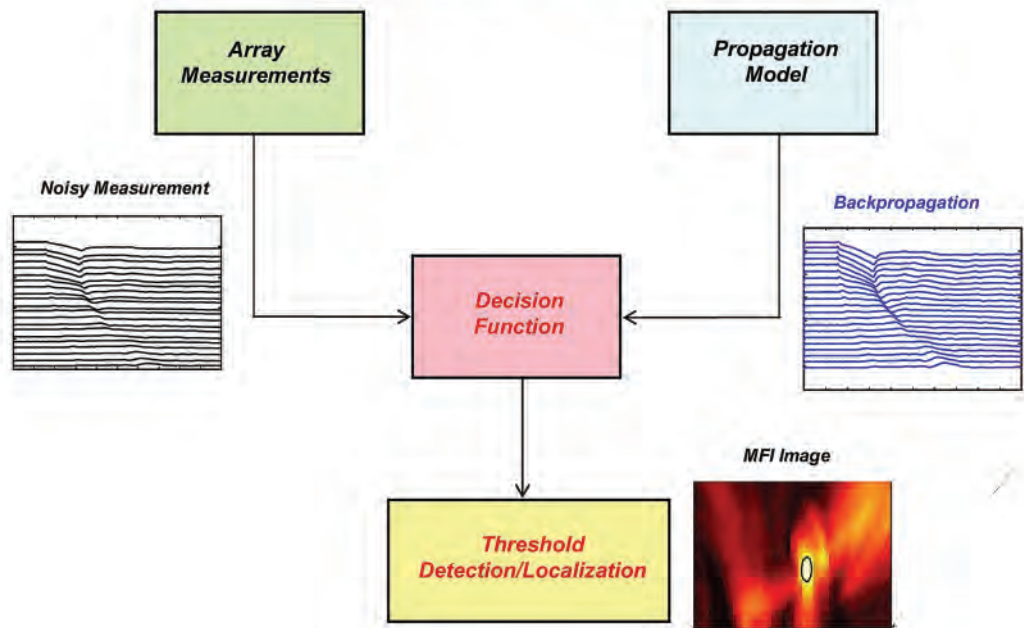 Array
Measurements
Propagation
Model
Noisy Measurement
Backpropagation
Decision
Function
MFI Image
Threshold
Detection/Localization